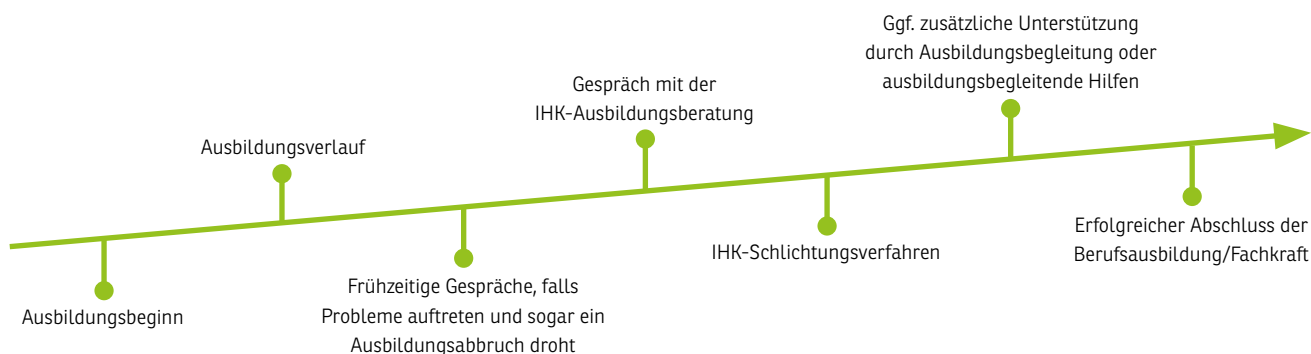 Ausbildungsbeginn
Ausbildungsverlauf
Frühzeitige Gespräche, falls
Probleme auftreten und sogar ein
Ausbildungsabbruch droht
Gespräch mit der
IHK-Ausbildungsberatung
IHK-Schlichtungsverfahren
Ggf. zusätzliche Unterstützung
durch Ausbildungsbegleitung oder
ausbildungsbegleitende Hilfen
Erfolgreicher Abschluss der
Berufsausbildung/Fachkraft